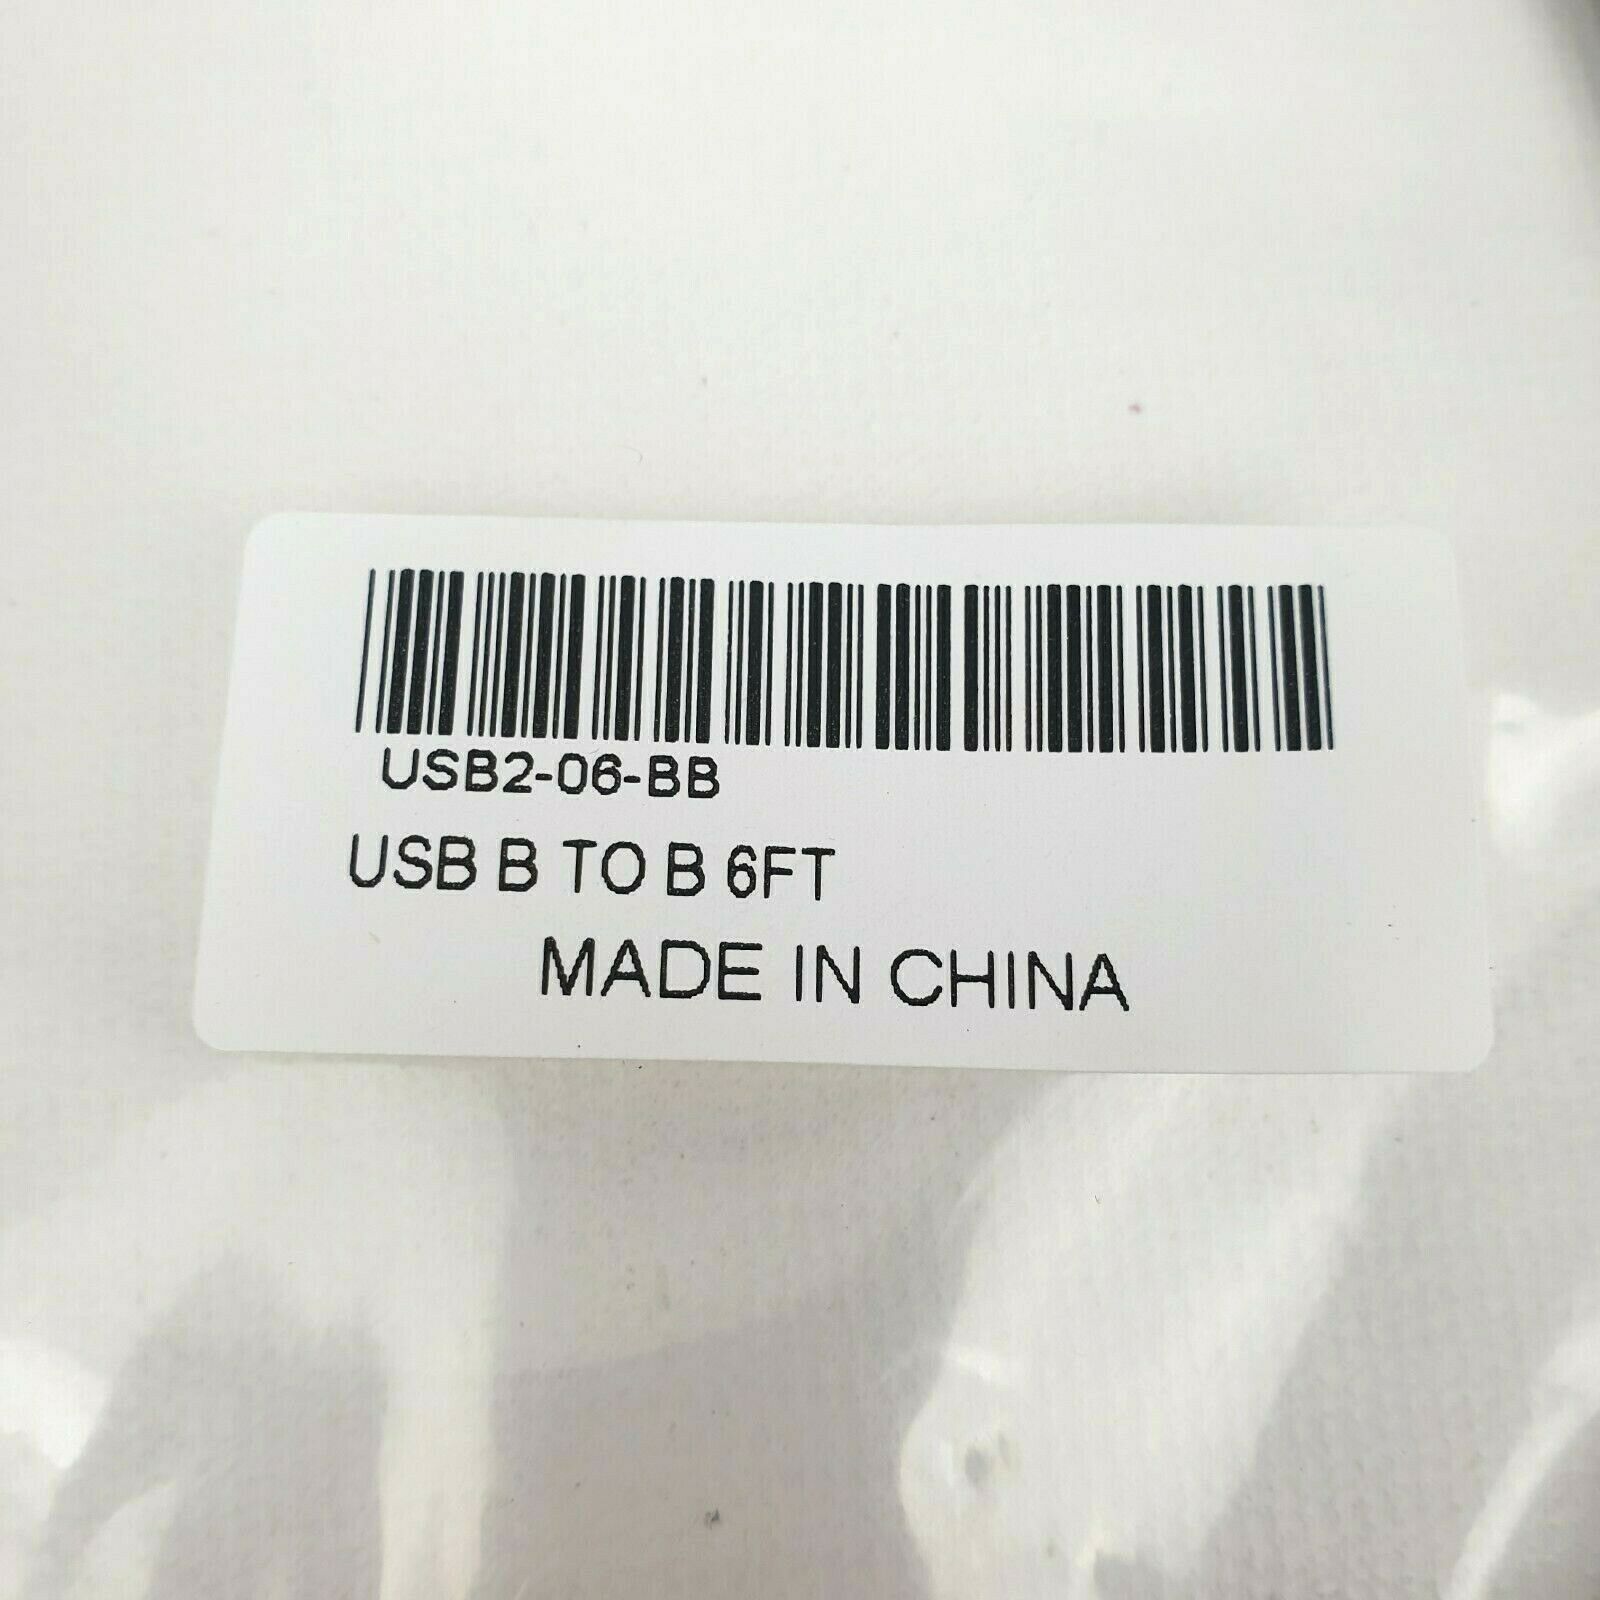 USB2-06-BB
USB B TO B 6FT
MADE IN CHINA